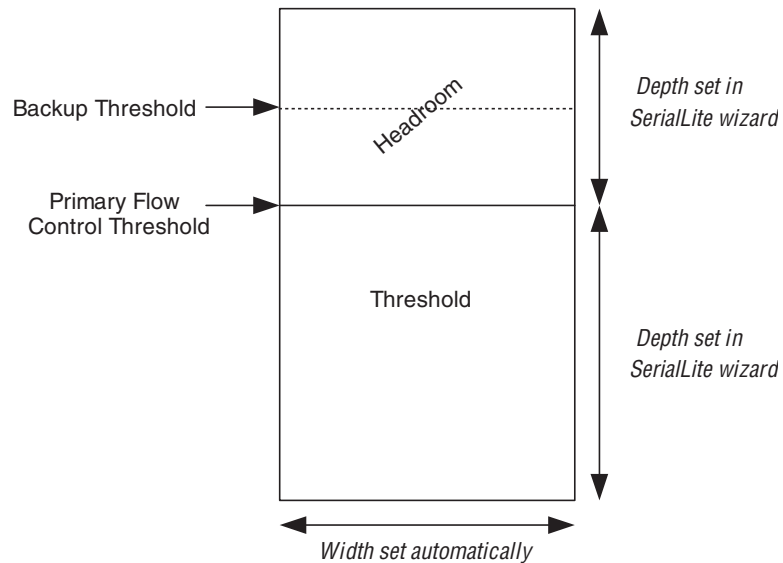 Backup Threshold
Headroom
Depth set in
SerialLite wizard
Primary Flow
Control Threshold
Threshold
Depth set in
SerialLite wizard
Width set automatically